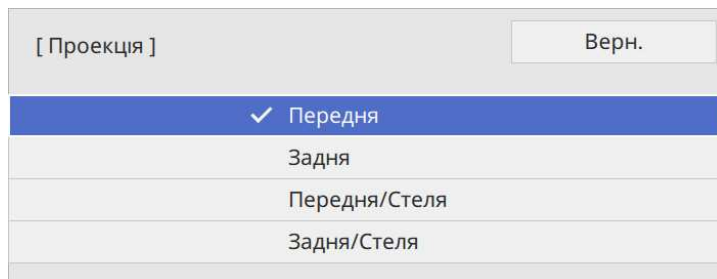 [ Проекція ]
Верн.
Передня
Задня
Передня/Стеля
Задня/Стеля